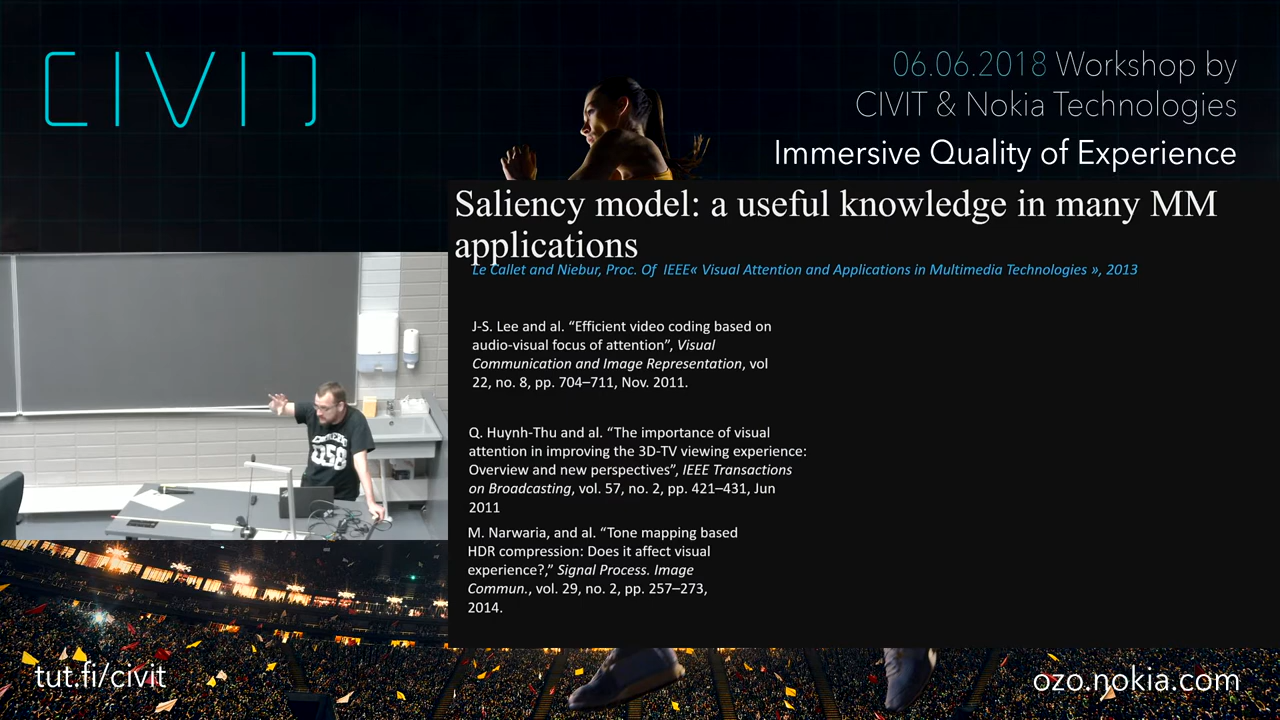 CIVIT
06.06.2018 Workshop by
CIVIT & Nokia Technologies
Immersive Quality of Experience
Saliency model: a useful knowledge in many MM
applications
Le Callet and Niebur, Proc. Of IEEE« Visual Attention and Applications in Multimedia Technologies », 2013
J-S. Lee and al. “Efficient video coding based on
audio-visual focus of attention”, Visual
Communication and Image Representation, vol
22, no. 8, pp. 704–711, Nov. 2011.
Q. Huynh-Thu and al. “The importance of visual
attention in improving the 3D-TV viewing experience:
Overview and new perspectives”, IEEE Transactions
on Broadcasting, vol. 57, no. 2, pp. 421–431, Jun
2011
M. Narwaria, and al. “Tone mapping based
HDR compression: Does it affect visual
experience?,” Signal Process. Image
Commun., vol. 29, no. 2, pp. 257–273,
2014.
tut.fi/civit
ozo.nokia.com